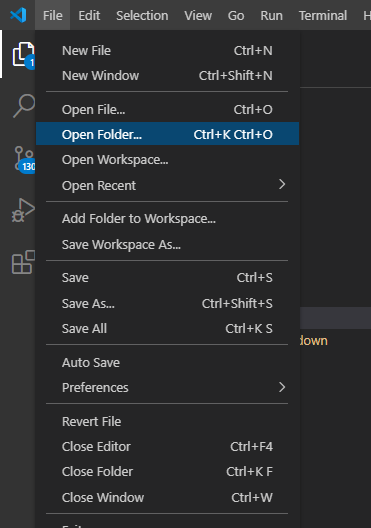 File Edit Selection View Go Run Terminal H
New File Ctrl+N
New Window Ctrl+Shift+N
Open File... Ctrl+O
Open Folder... Ctrl+K Ctrl+O
Open Workspace...
Open Recent
Add Folder to Workspace...
Save Workspace As...
Save Ctrl+S
Save As... Ctrl+Shift+S
Save All Ctrl+K S
Auto Save
Preferences
Revert File
Close Editor Ctrl+F4
Close Folder Ctrl+K F
Close Window Ctrl+W
1
130
down